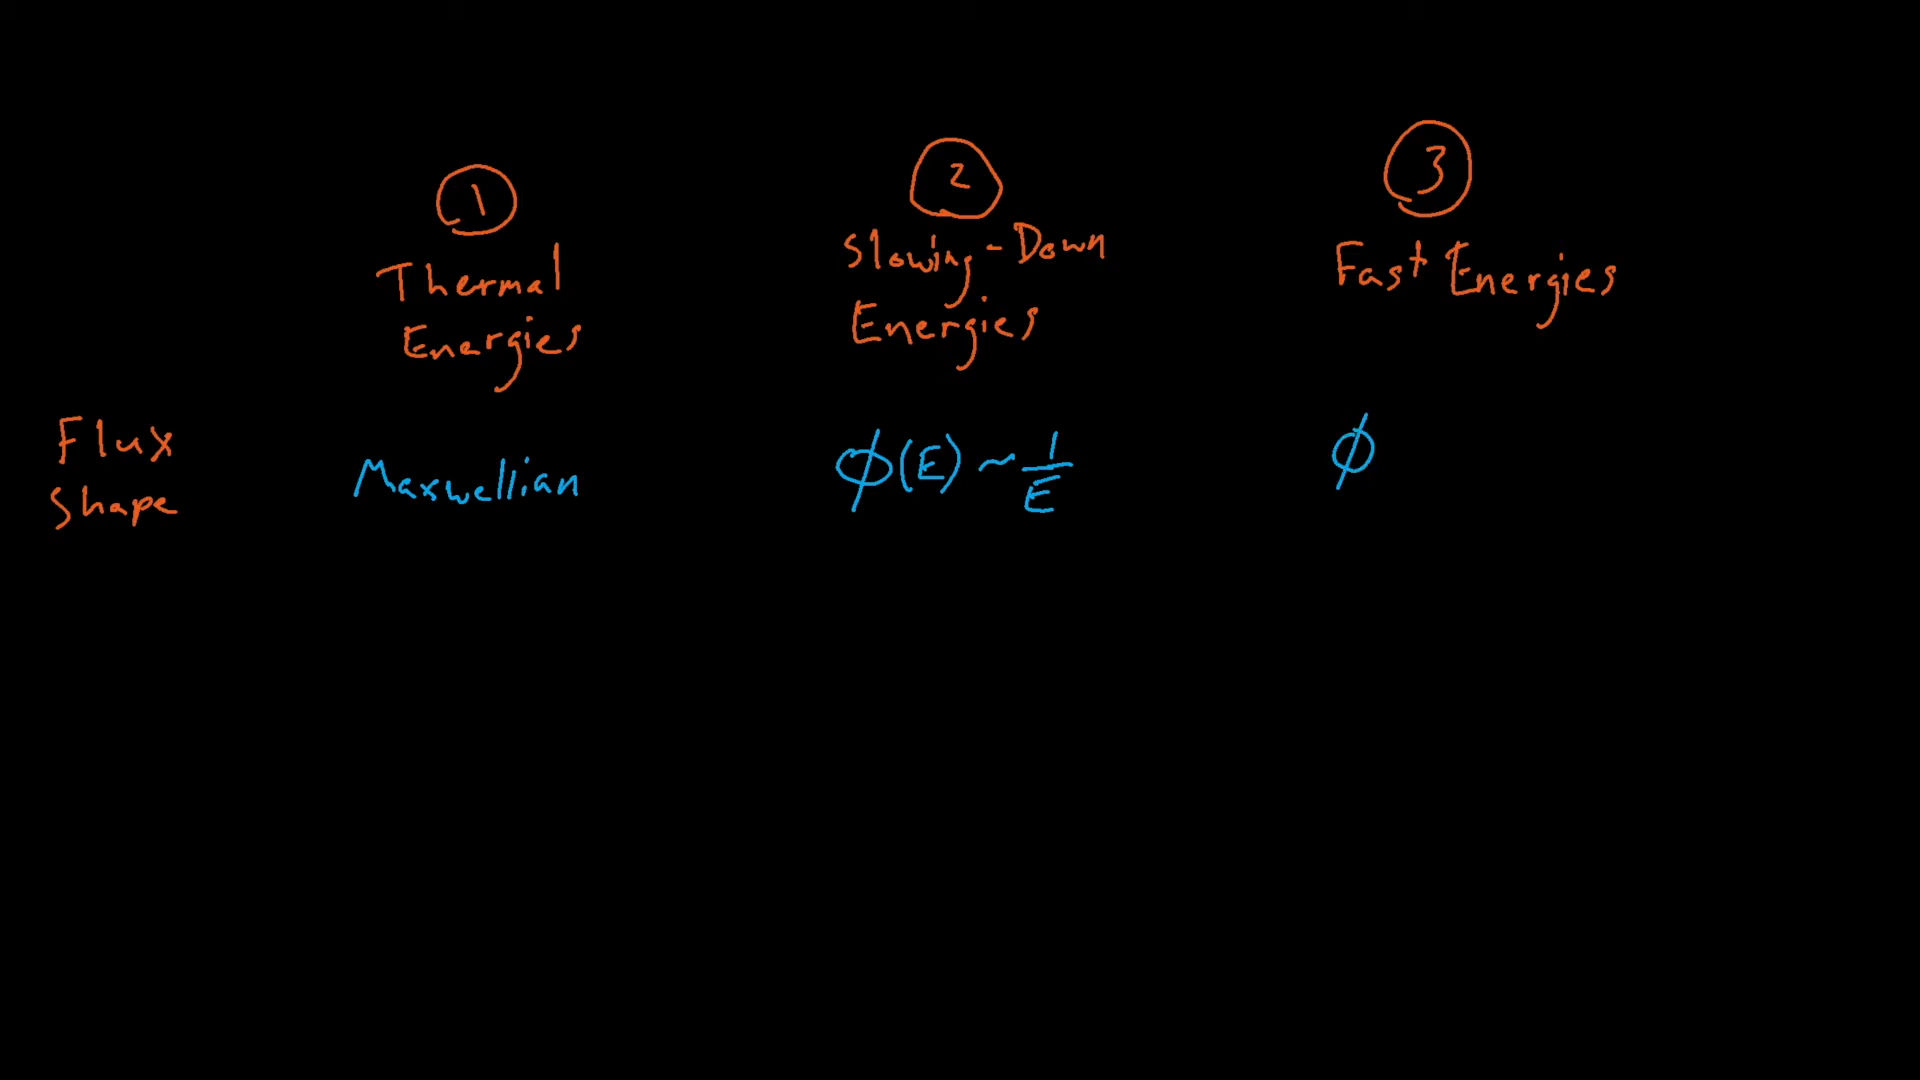 1
Thermal
Energies
2
Slowing-Down
Energies
3
Fast Energies
Flux
Shape
Maxwellian
ϕ(E) ~ 1/E
ϕ